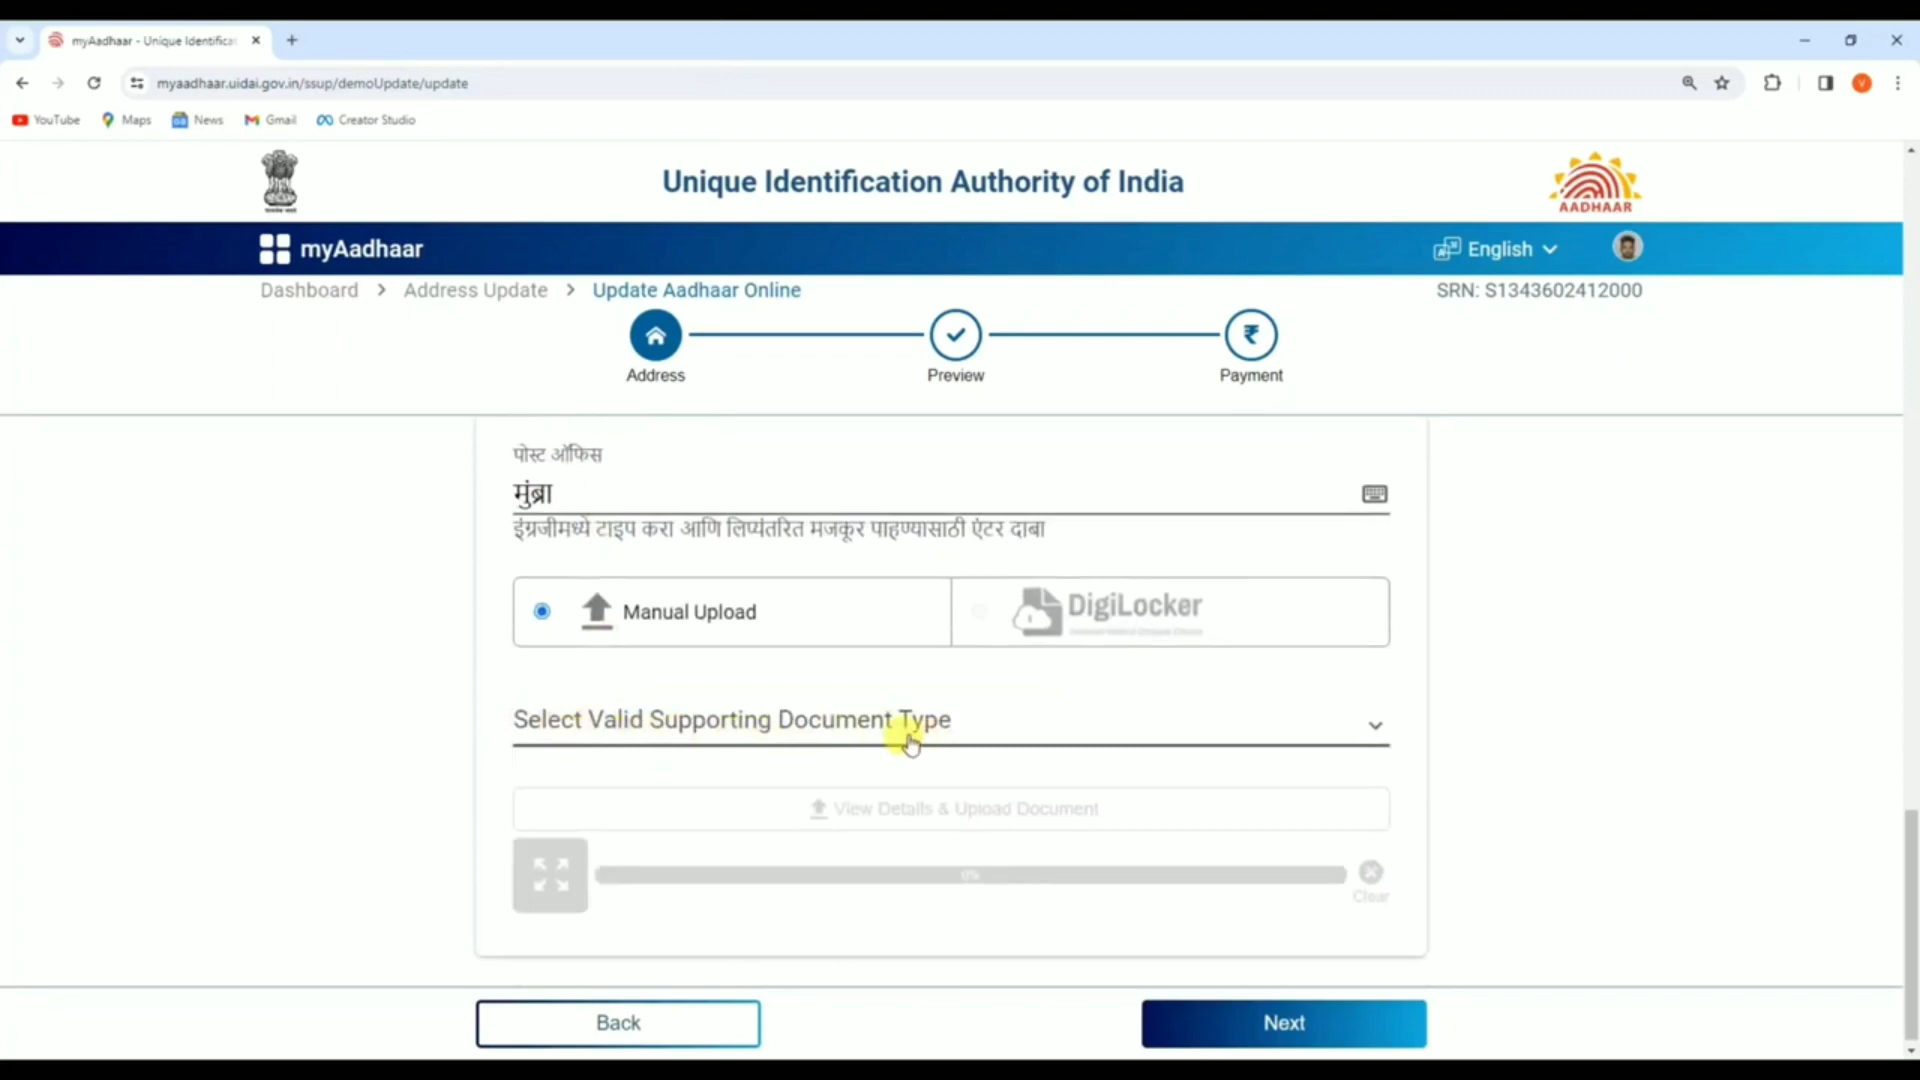 myAadhaar - Unique Identificat
myaadhaar.uidai.gov.in/ssup/demoUpdate/update
YouTube Maps News Gmail Creator Studio
Unique Identification Authority of India
AADHAAR
myAadhaar
English
Dashboard > Address Update > Update Aadhaar Online
SRN: S1343602412000
Address Preview Payment
पोस्ट ऑफिस
मुंब्रा
इंग्रजीमध्ये टाइप करा आणि लिप्यंतरित मजकूर पाहण्यासाठी एंटर दाबा
Manual Upload
DigiLocker
Select Valid Supporting Document Type
View Details & Upload Document
0%
Clear
Back
Next